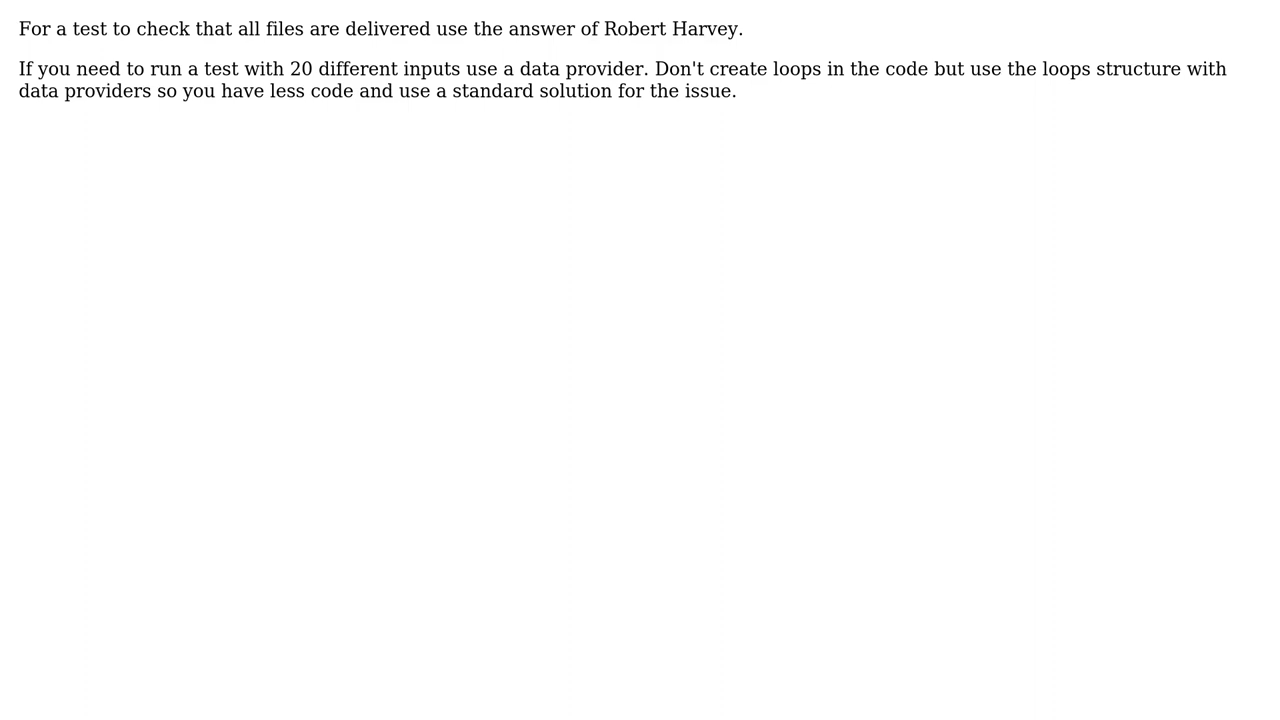 For a test to check that all files are delivered use the answer of Robert Harvey.
If you need to run a test with 20 different inputs use a data provider. Don't create loops in the code but use the loops structure with
data providers so you have less code and use a standard solution for the issue.